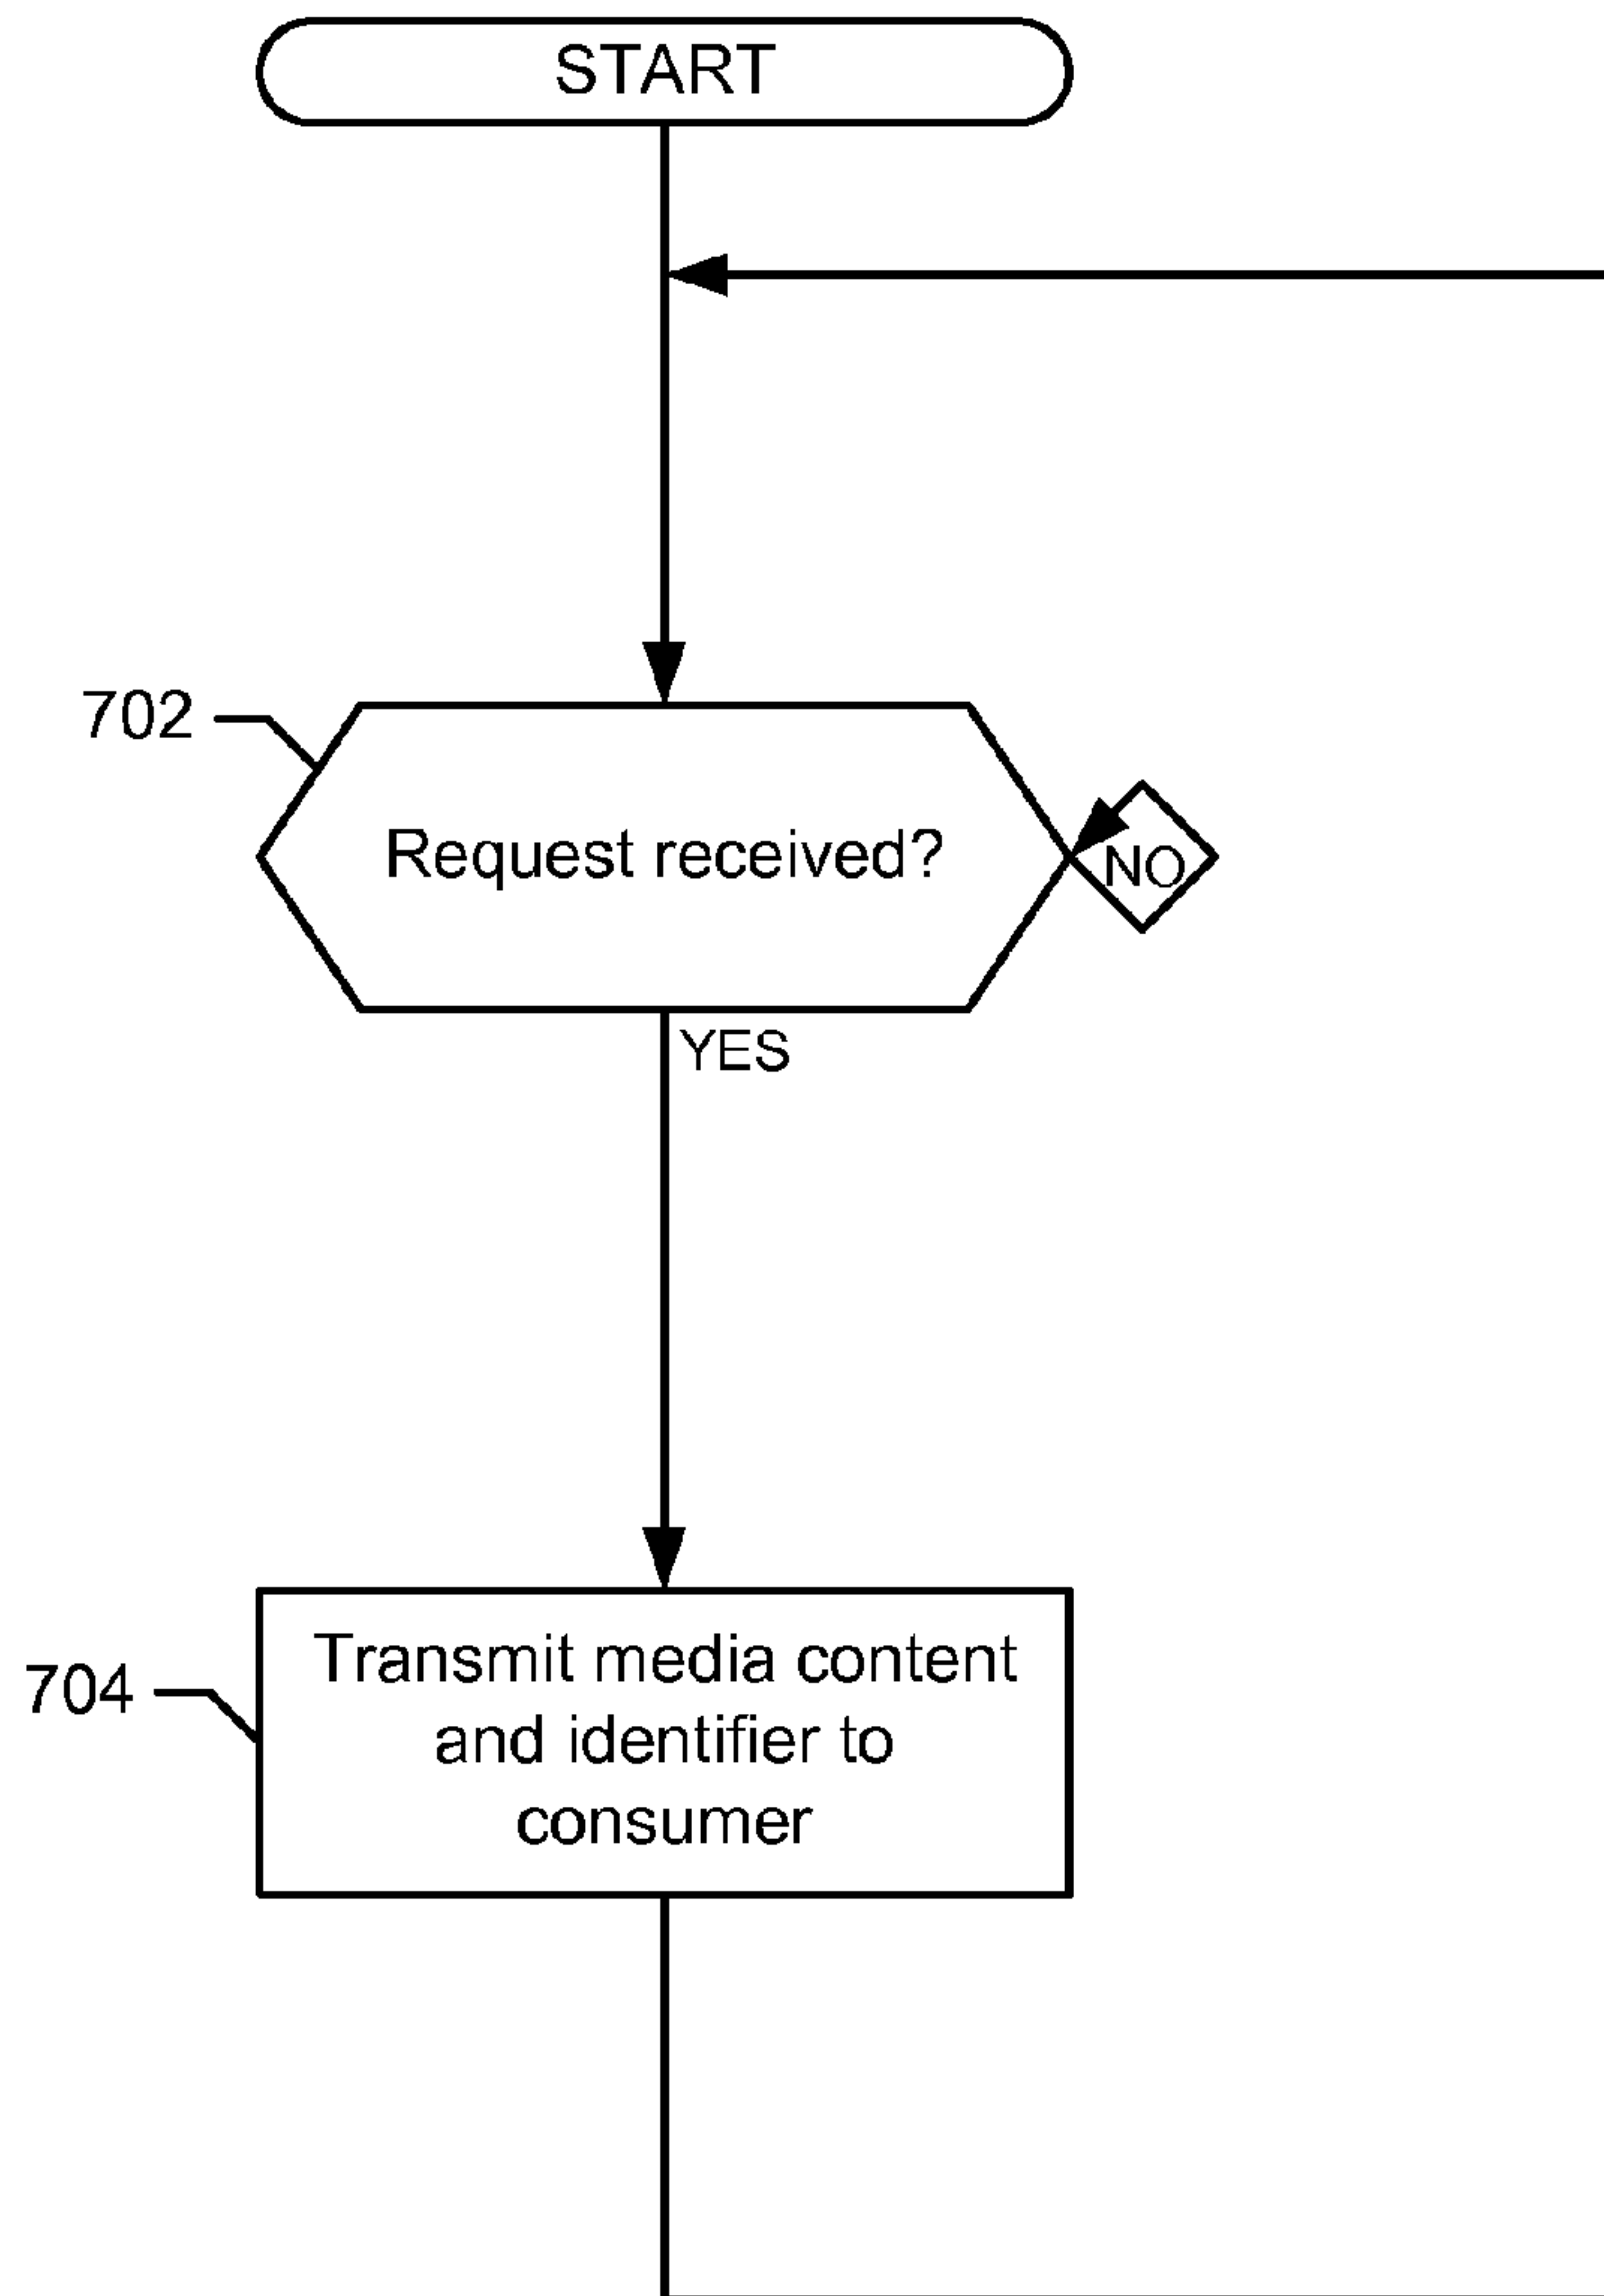 START
702
Request received?
NO
YES
704
Transmit media content
and identifier to
consumer